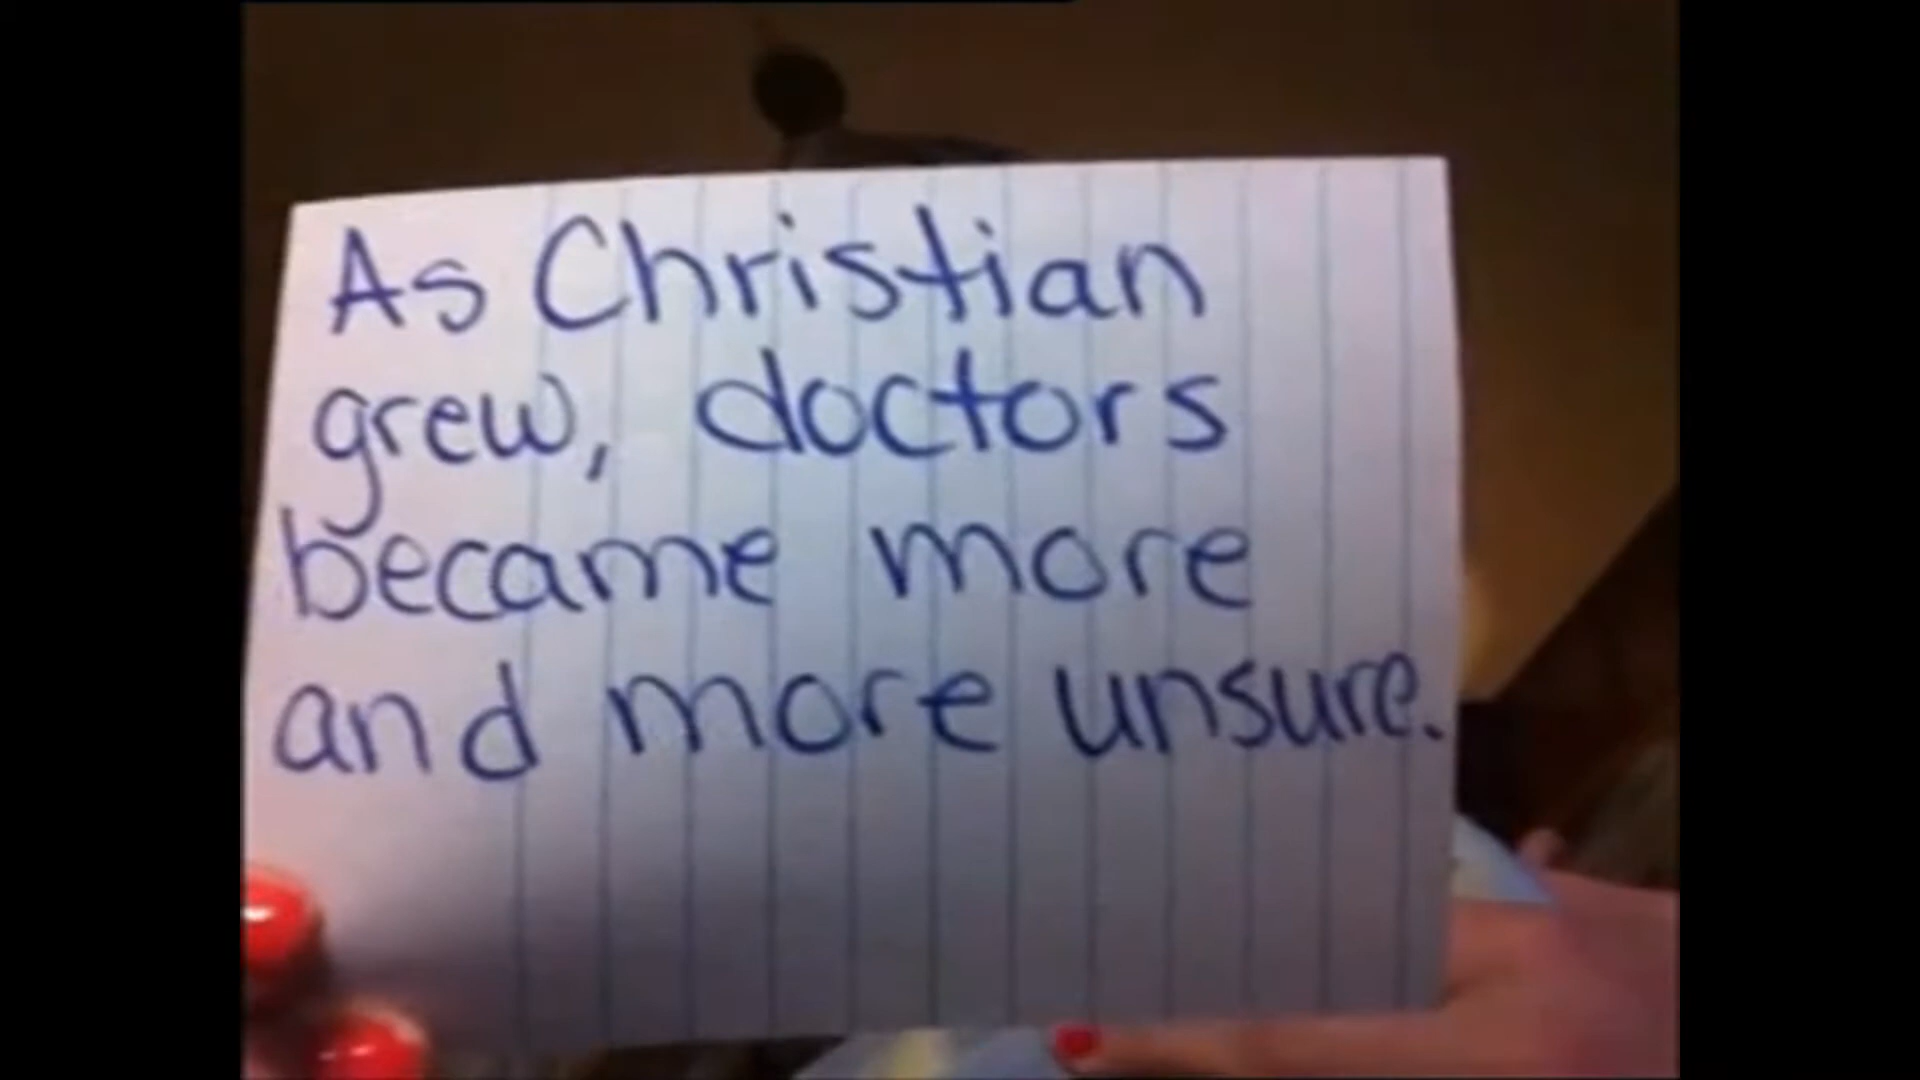 As Christian
grew, doctors
became more
and more unsure.